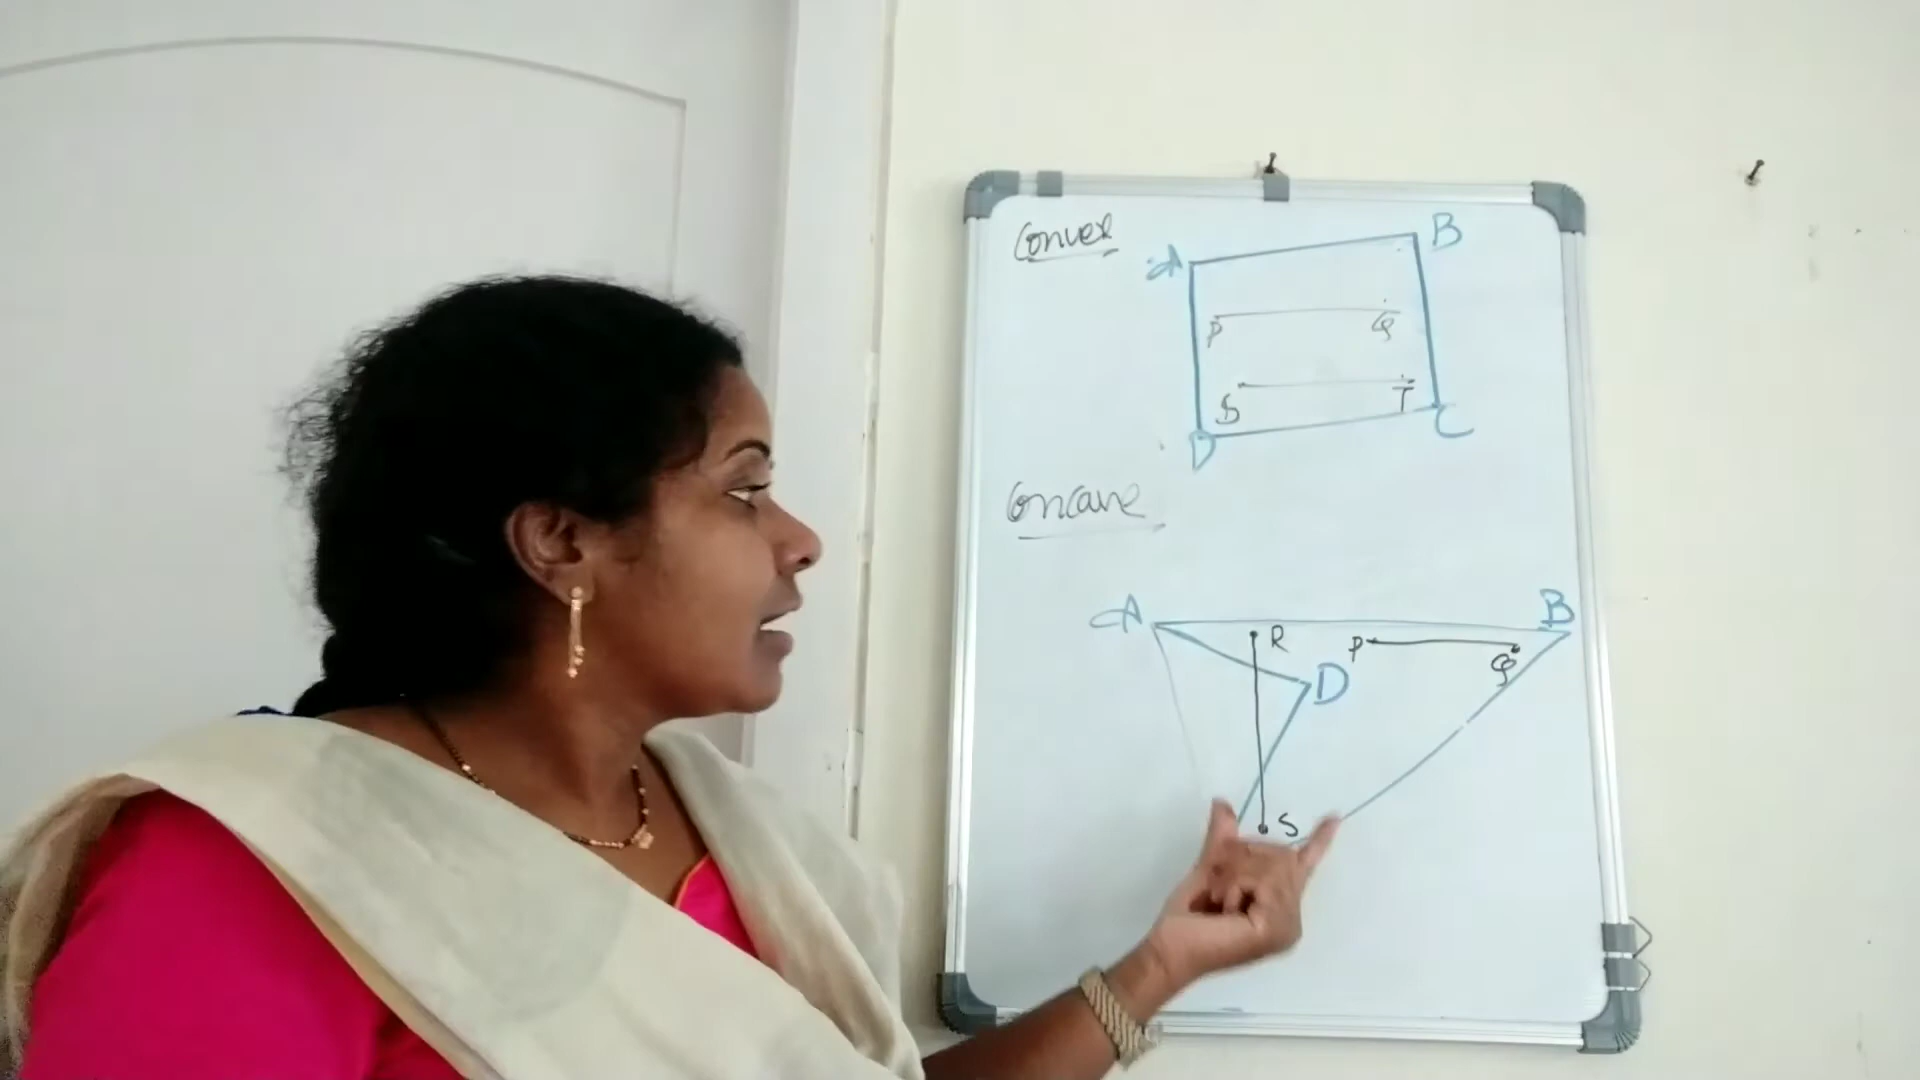 Convex
A B
P Q
S T
D C
Concave
A B
R P Q
D
S